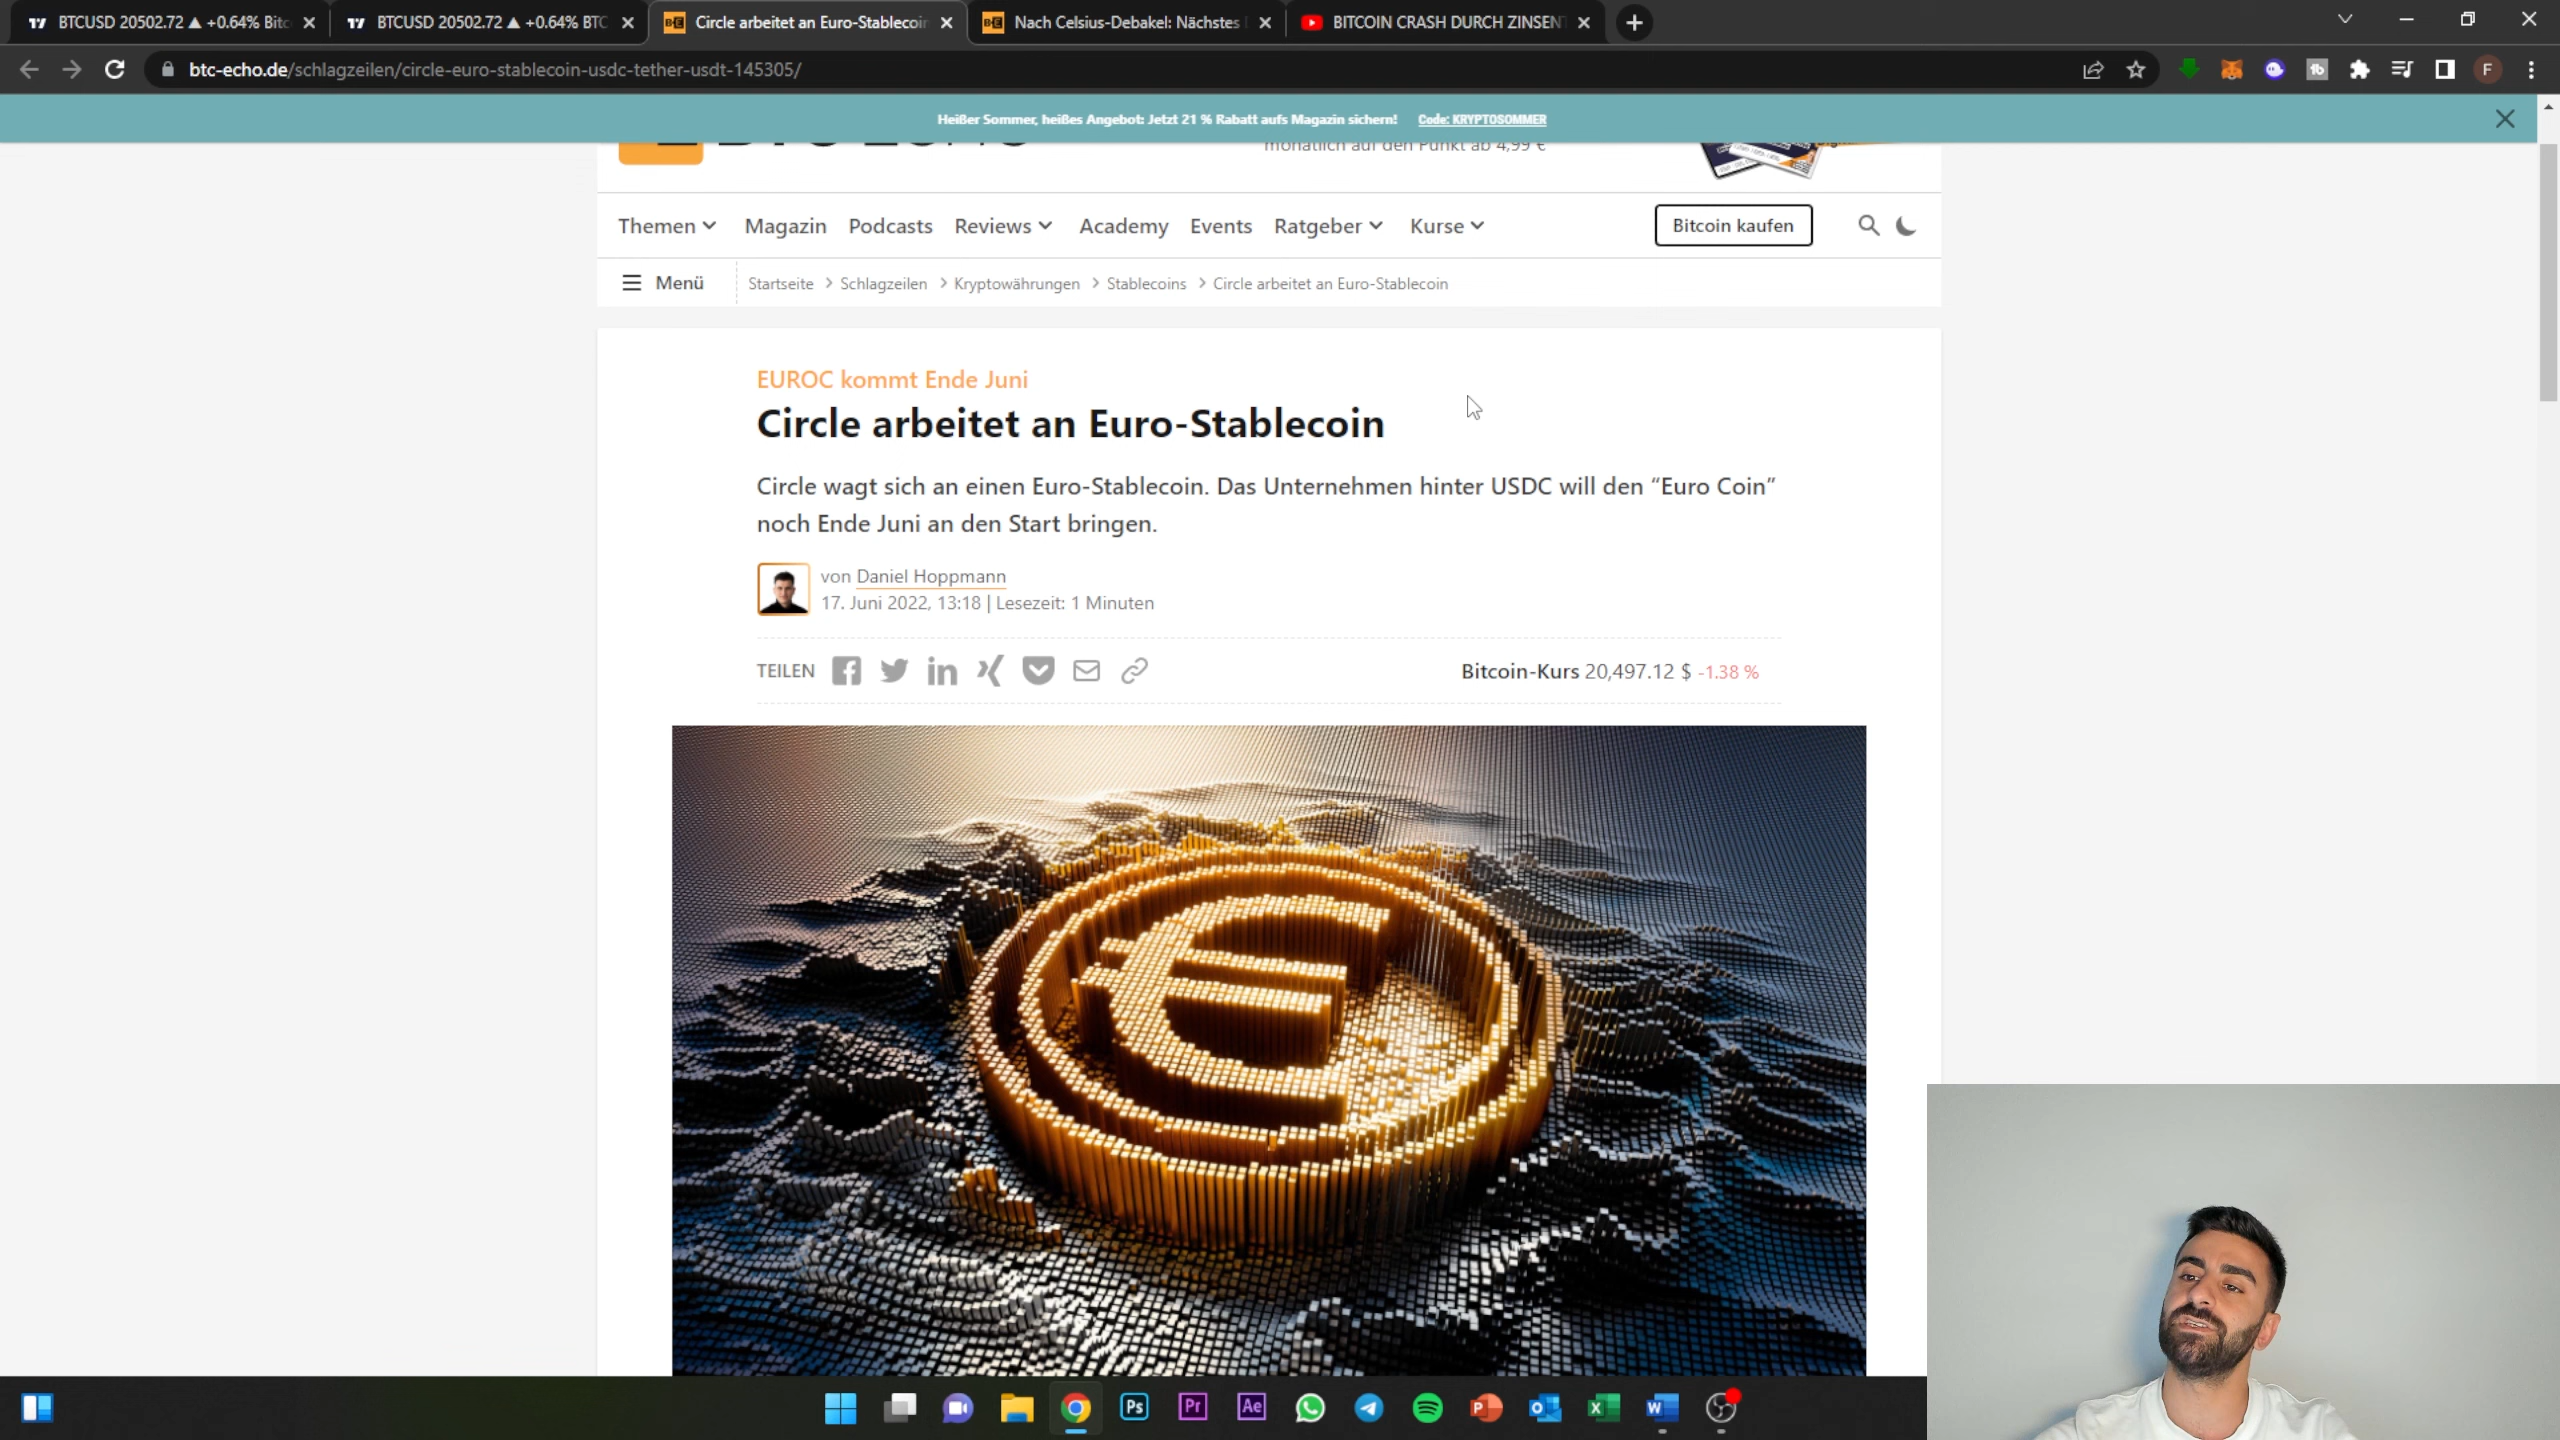 BTCUSD 20502.72 ▲ +0.64% Bitc
BTCUSD 20502.72 ▲ +0.64% BTC
Circle arbeitet an Euro-Stablecoin
Nach Celsius-Debakel: Nächstes
BITCOIN CRASH DURCH ZINSEN
btc-echo.de/schlagzeilen/circle-euro-stablecoin-usdc-tether-usdt-145305/
F
Heißer Sommer, heißes Angebot: Jetzt 21 % Rabatt aufs Magazin sichern! Code: KRYPTOSOMMER
monatlich auf den Punkt ab 4,99 €
Themen Magazin Podcasts Reviews Academy Events Ratgeber Kurse Bitcoin kaufen
Menü Startseite > Schlagzeilen > Kryptowährungen > Stablecoins > Circle arbeitet an Euro-Stablecoin
EUROC kommt Ende Juni
Circle arbeitet an Euro-Stablecoin
Circle wagt sich an einen Euro-Stablecoin. Das Unternehmen hinter USDC will den “Euro Coin”
noch Ende Juni an den Start bringen.
von Daniel Hoppmann
17. Juni 2022, 13:18 | Lesezeit: 1 Minuten
TEILEN
Bitcoin-Kurs 20,497.12 $ -1.38 %
€
Ps Pr Ae